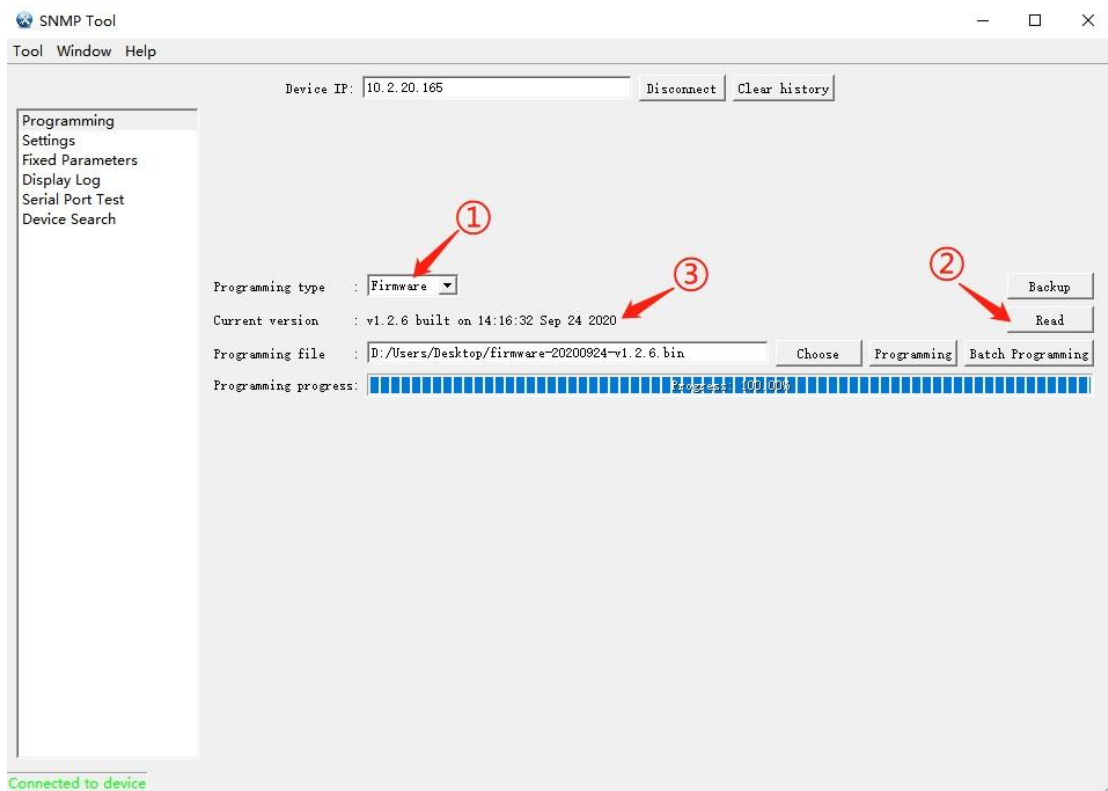 SNMP Tool
Tool Window Help
Device IP: 10.2.20.165 Disconnect Clear history
Programming
Settings
Fixed Parameters
Display Log
Serial Port Test
Device Search
①
②
③
Programming type : Firmware Backup
Current version : v1.2.6 built on 14:16:32 Sep 24 2020 Read
Programming file : D:/Users/Desktop/firmware-20200924-v1.2.6.bin Choose Programming Batch Programming
Programming progress: Progress: 100.00%
Connected to device